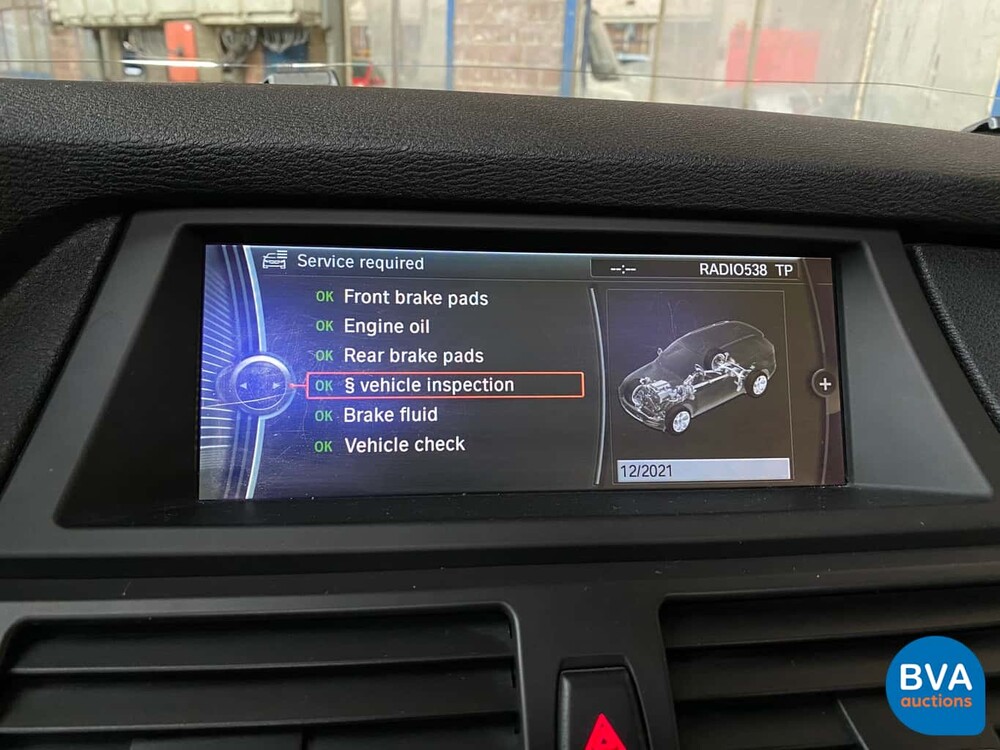 Service required
--:-- RADIO538 TP
OK Front brake pads
OK Engine oil
OK Rear brake pads
OK § vehicle inspection
OK Brake fluid
OK Vehicle check
12/2021
BVA
auctions